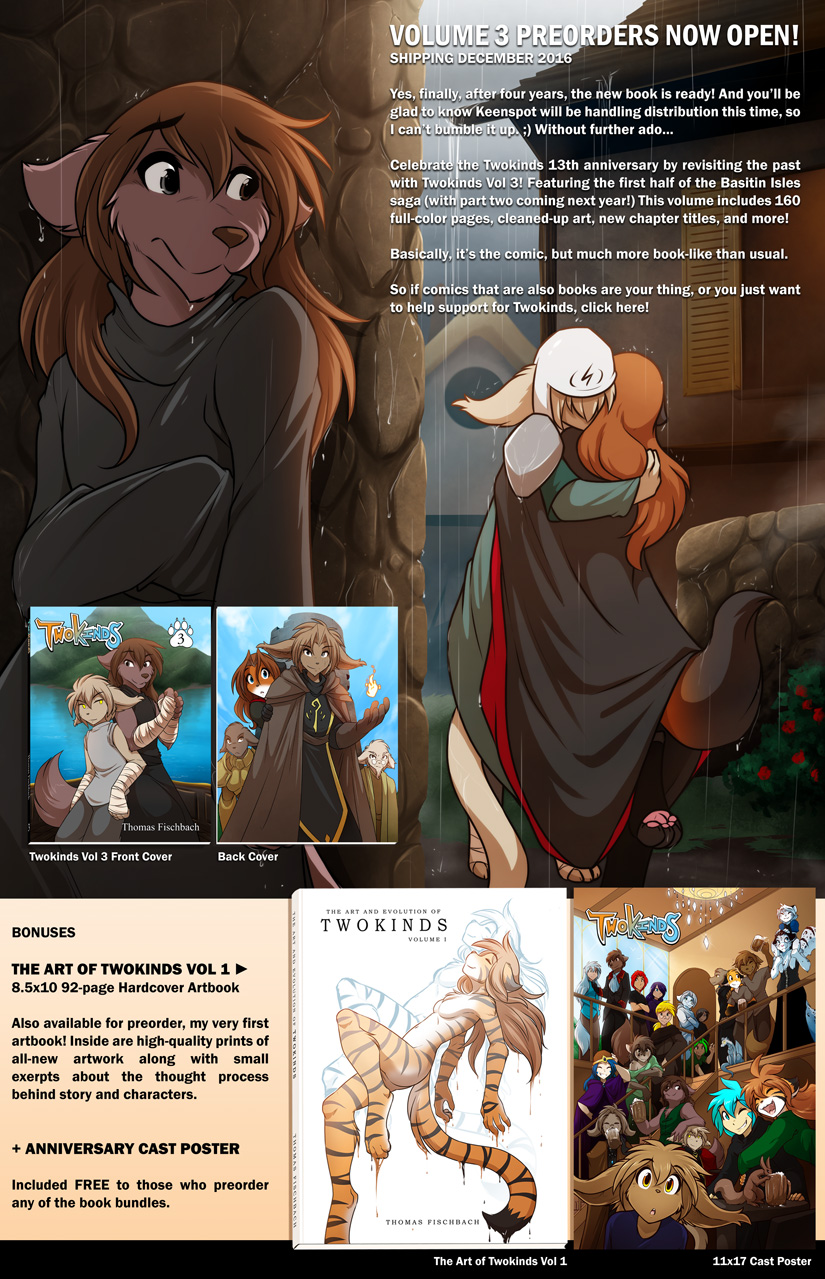 VOLUME 3 PREORDERS NOW OPEN!
SHIPPING DECEMBER 2016
Yes, finally, after four years, the new book is ready! And you'll be
glad to know Keenspot will be handling distribution this time, so
I can't bumble it up. ;) Without further ado...
Celebrate the Twokinds 13th anniversary by revisiting the past
with Twokinds Vol 3! Featuring the first half of the Basitin Isles
saga (with part two coming next year!) This volume includes 160
full-color pages, cleaned-up art, new chapter titles, and more!
Basically, it's the comic, but much more book-like than usual.
So if comics that are also books are your thing, or you just want
to help support for Twokinds, click here!
TWOKINDS
3
Thomas Fischbach
Twokinds Vol 3 Front Cover
Back Cover
BONUSES
THE ART OF TWOKINDS VOL 1 ►
8.5x10 92-page Hardcover Artbook
Also available for preorder, my very first
artbook! Inside are high-quality prints of
all-new artwork along with small
exerpts about the thought process
behind story and characters.
+ ANNIVERSARY CAST POSTER
Included FREE to those who preorder
any of the book bundles.
THE ART AND EVOLUTION OF
TWOKINDS
VOLUME I
THOMAS FISCHBACH
The Art of Twokinds Vol 1
TWOKINDS
11x17 Cast Poster